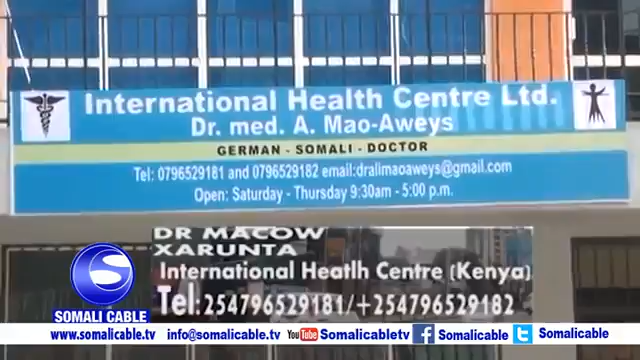 International Health Centre Ltd.
Dr. med. A. Mao-Aweys
GERMAN - SOMALI - DOCTOR
Tel: 0796529181 and 0796529182 email:dralimaoaweys@gmail.com
Open: Saturday - Thursday 9:30am - 5:00 p.m.
DR MACOW
XARUNTA
International Heatlh Centre (Kenya)
Tel:254796529181/+254796529182
S
SOMALI CABLE
www.somalicable.tv info@somalicable.tv YouTube Somalicabletv f Somalicable t Somalicable